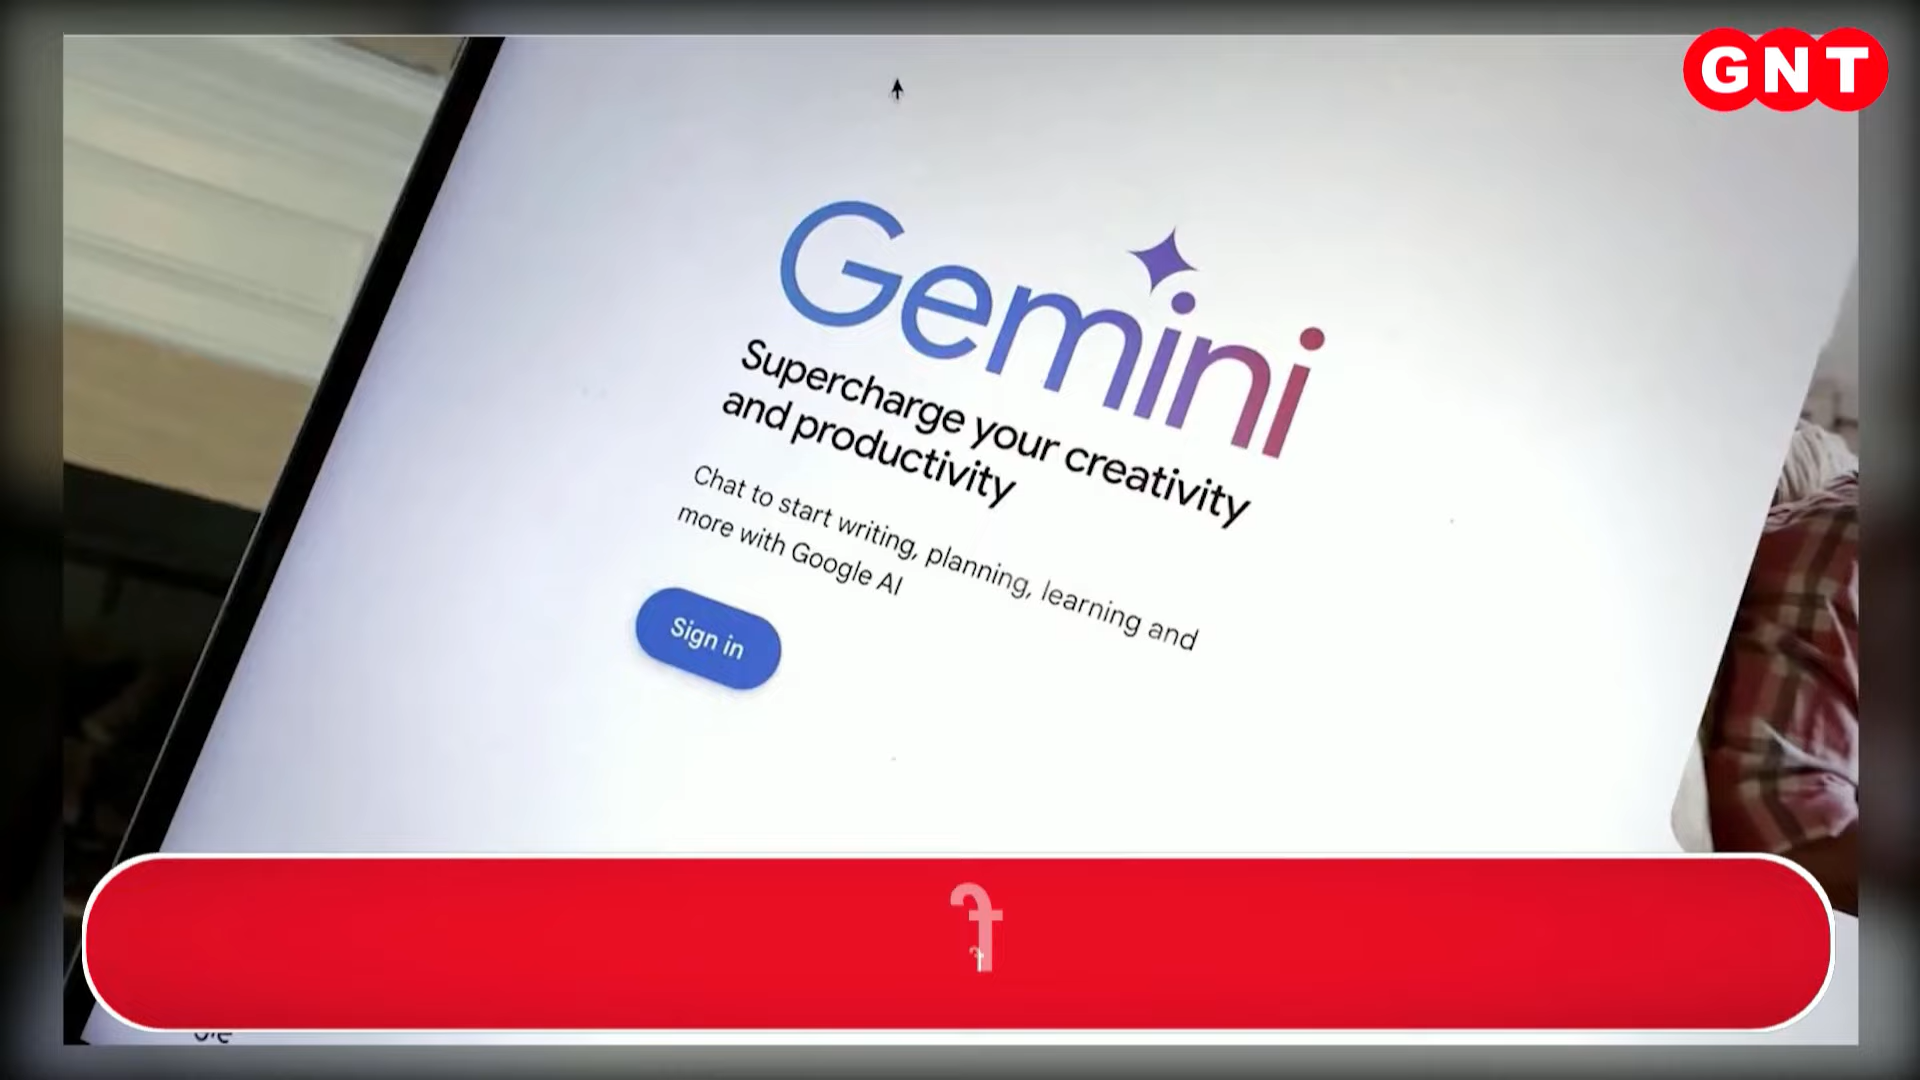 GNT
Gemini
Supercharge your creativity
and productivity
Chat to start writing, planning, learning and
more with Google AI
Sign in